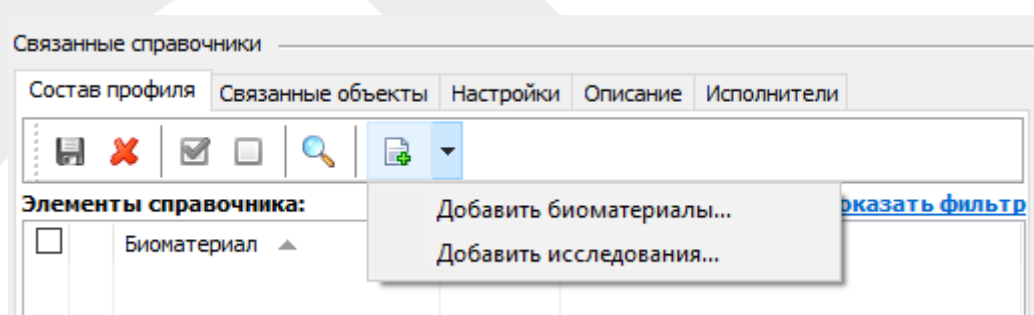 Связанные справочники
Состав профиля Связанные объекты Настройки Описание Исполнители
Добавить биоматериалы...
Элементы справочника: оказать фильтр
Биоматериал
Добавить исследования...